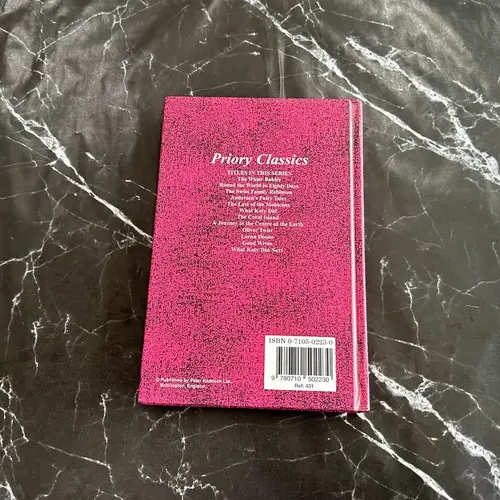 Priory Classics
TITLES IN THIS SERIES
The Water Babies
Round the World in Eighty Days
The Swiss Family Robinson
Andersen's Fairy Tales
The Last of the Mohicans
What Katy Did
The Coral Island
A Journey to the Centre of the Earth
Oliver Twist
Lorna Doone
Good Wives
What Katy Did Next
ISBN 0-7105-0223-0
9 780710 502230
Ref: 431
© Published by Peter Haddock Ltd.,
Bridlington, England.